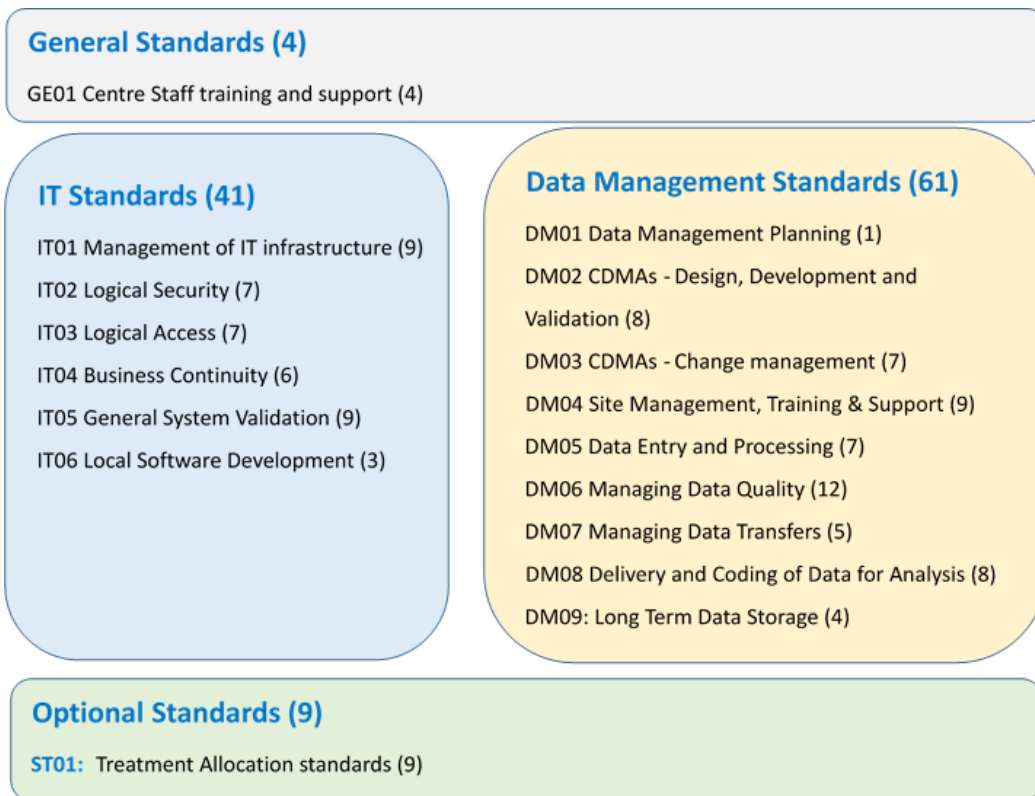 General Standards (4)
GE01 Centre Staff training and support (4)
IT Standards (41)
IT01 Management of IT infrastructure (9)
IT02 Logical Security (7)
IT03 Logical Access (7)
IT04 Business Continuity (6)
IT05 General System Validation (9)
IT06 Local Software Development (3)
Data Management Standards (61)
DM01 Data Management Planning (1)
DM02 CDMAs - Design, Development and
Validation (8)
DM03 CDMAs - Change management (7)
DM04 Site Management, Training & Support (9)
DM05 Data Entry and Processing (7)
DM06 Managing Data Quality (12)
DM07 Managing Data Transfers (5)
DM08 Delivery and Coding of Data for Analysis (8)
DM09: Long Term Data Storage (4)
Optional Standards (9)
ST01: Treatment Allocation standards (9)